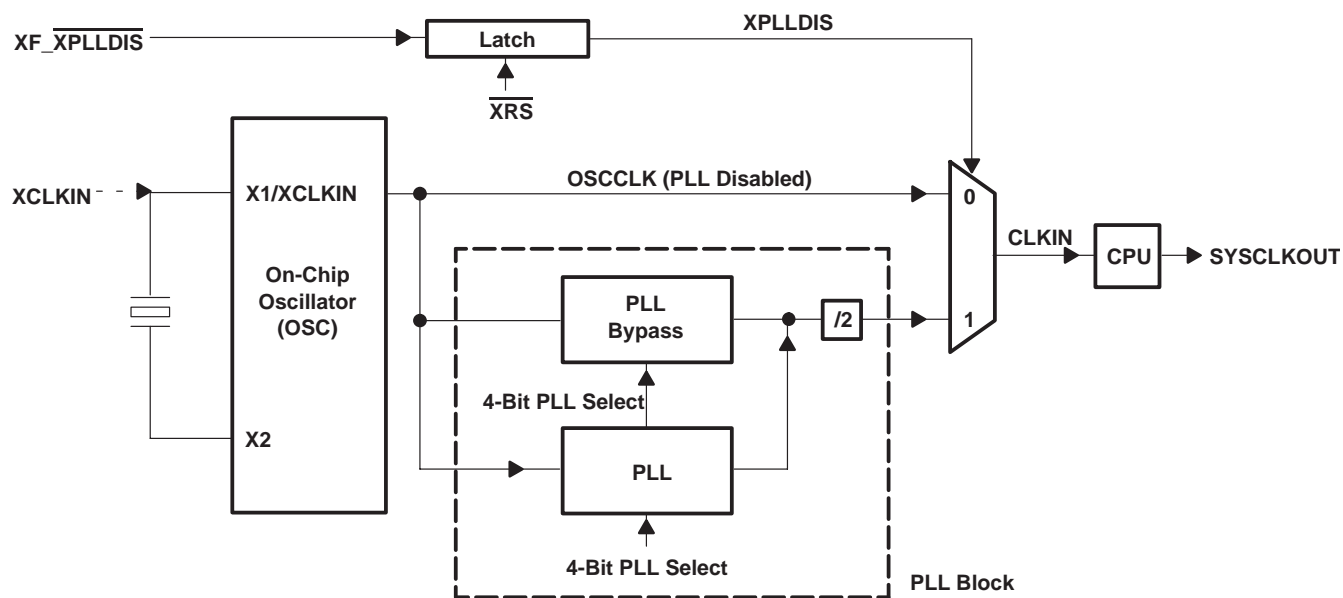 XF_XPLLDIS
Latch
XPLLDIS
XRS
XCLKIN
X1/XCLKIN
OSCCLK (PLL Disabled)
0
On-Chip
Oscillator
(OSC)
CLKIN
CPU
SYSCLKOUT
PLL
Bypass
/2
1
4-Bit PLL Select
X2
PLL
4-Bit PLL Select
PLL Block